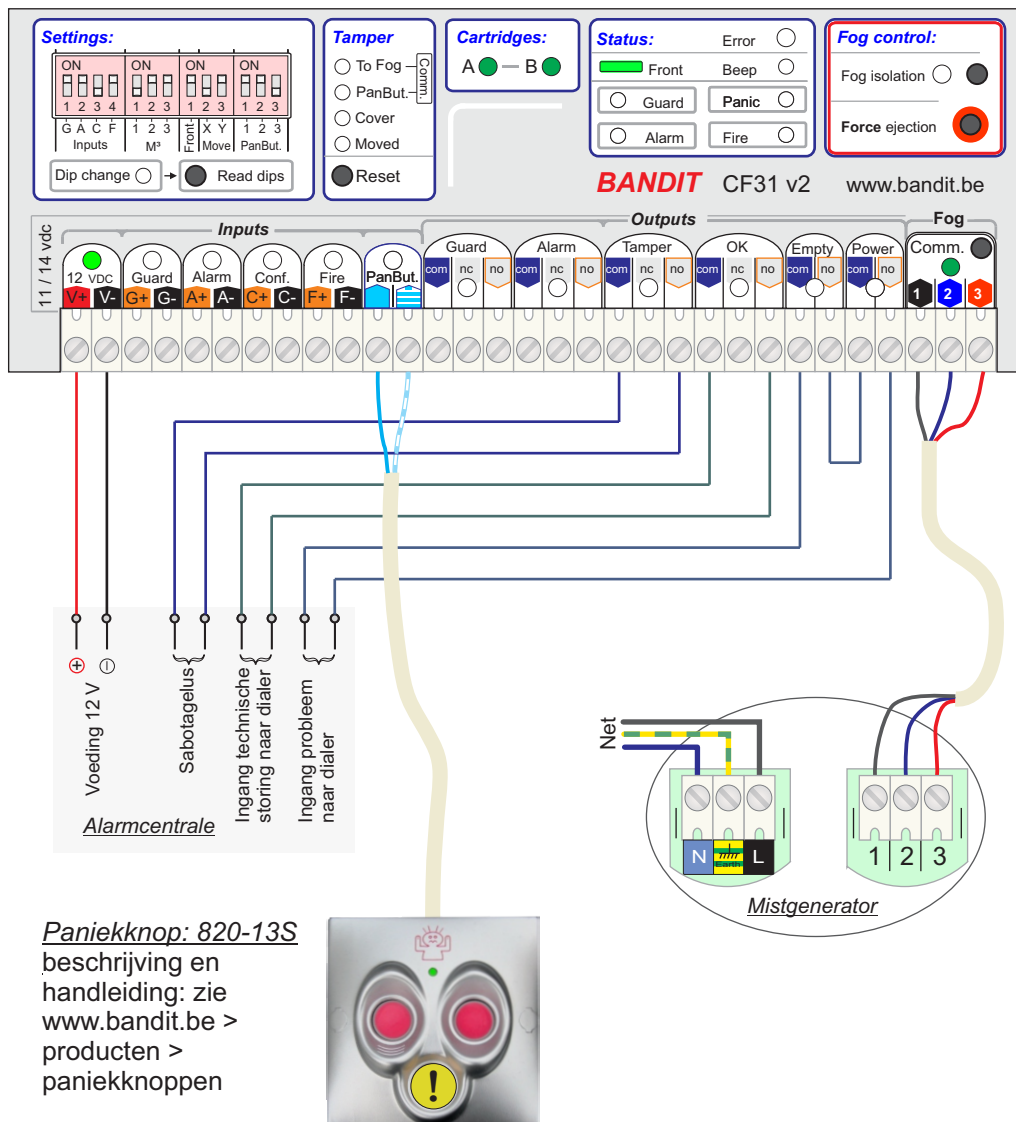 Settings:
ON ON ON ON
1 2 3 4 1 2 3 1 2 3 1 2 3
G A C F 1 2 3 Front X Y 1 2 3
Inputs M³ Move PanBut.
Dip change Read dips
Tamper
To Fog
PanBut.
Comm.
Cover
Moved
Reset
Cartridges:
A B
Status:
Error
Front Beep
Guard Panic
Alarm Fire
Fog control:
Fog isolation
Force ejection
BANDIT CF31 v2 www.bandit.be
11 / 14 vdc
Inputs Outputs Fog
12 VDC Guard Alarm Conf. Fire PanBut. Guard Alarm Tamper OK Empty Power Comm.
V+ V- G+ G- A+ A- C+ C- F+ F- com nc no com nc no com nc no com nc no com no com no 1 2 3
Voeding 12 V
Sabotagelus
Ingang technische
storing naar dialer
Ingang probleem
naar dialer
Alarmcentrale
Net
N Earth L
1 2 3
Mistgenerator
Paniekknop: 820-13S
beschrijving en
handleiding: zie
www.bandit.be >
producten >
paniekknoppen
!